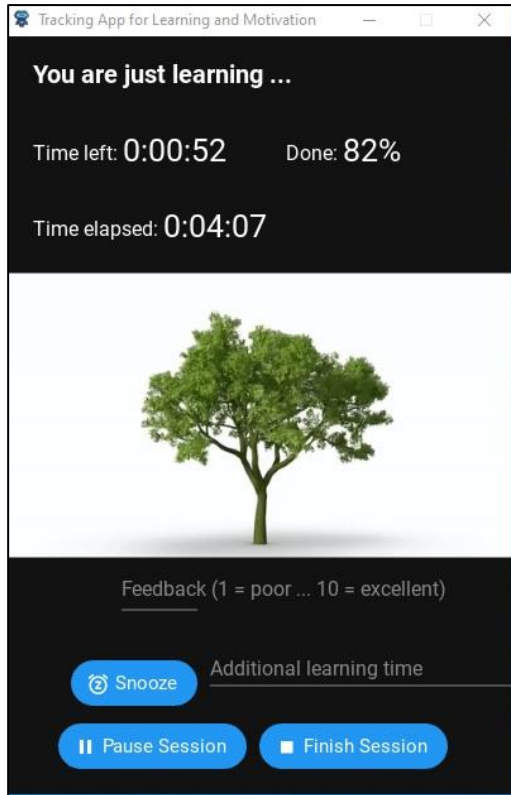 Tracking App for Learning and Motivation
You are just learning ...
Time left: 0:00:52 Done: 82%
Time elapsed: 0:04:07
Feedback (1 = poor ... 10 = excellent)
Snooze Additional learning time
Pause Session Finish Session